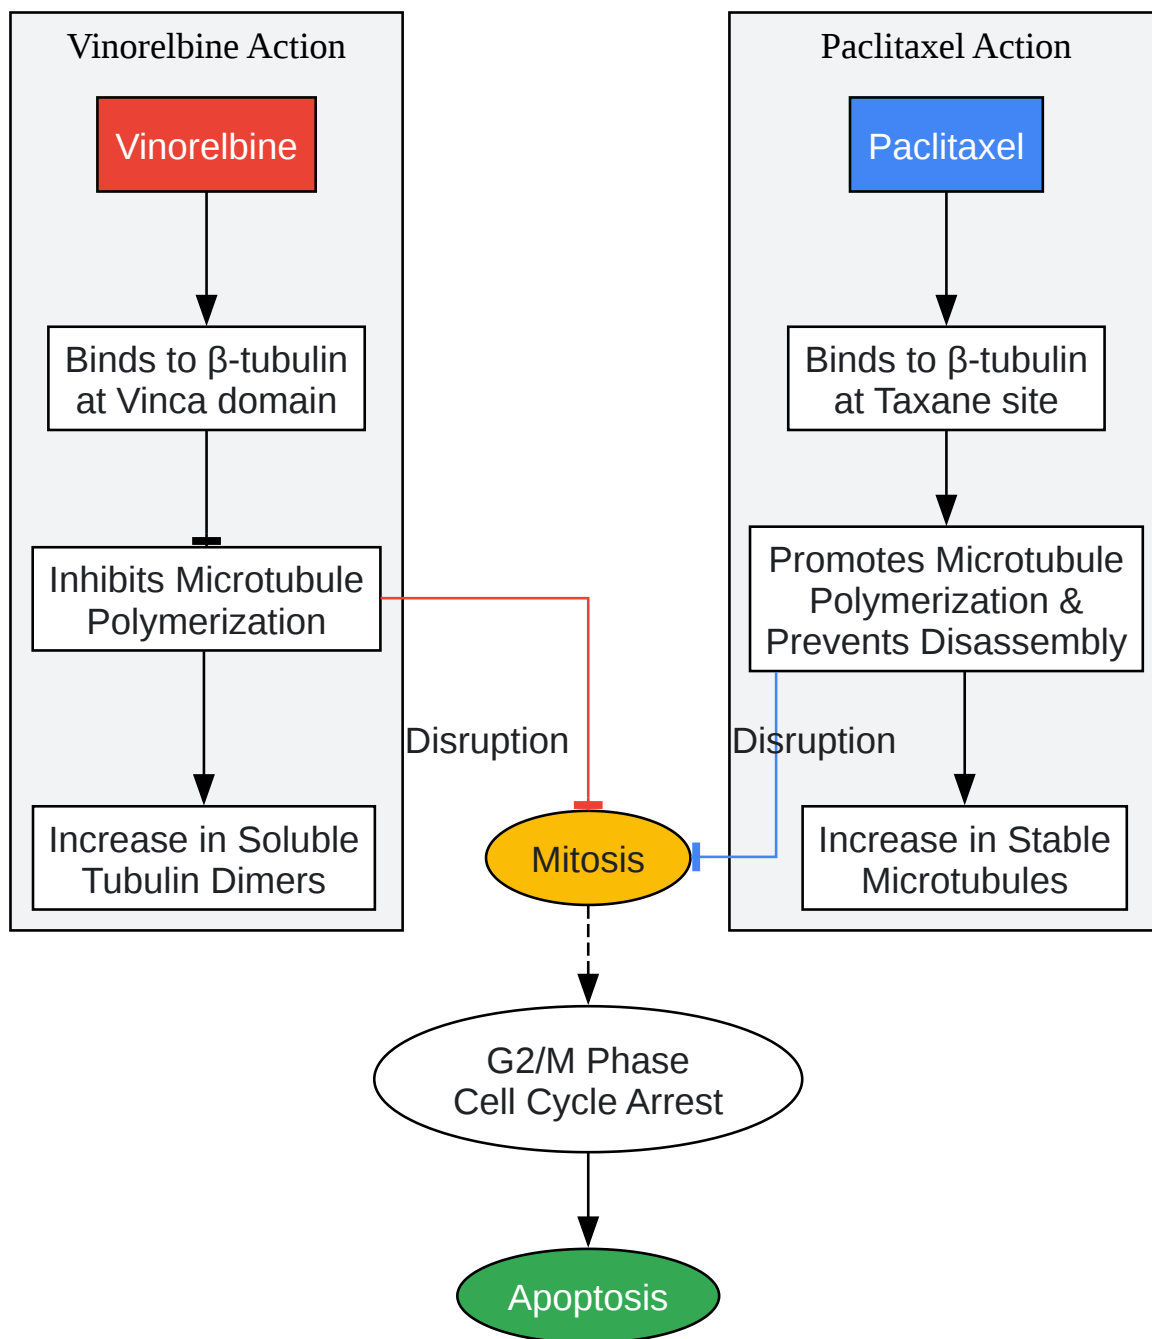 Vinorelbine Action
Vinorelbine
Binds to β-tubulin
at Vinca domain
Inhibits Microtubule
Polymerization
Disruption
Increase in Soluble
Tubulin Dimers
Paclitaxel Action
Paclitaxel
Binds to β-tubulin
at Taxane site
Promotes Microtubule
Polymerization &
Prevents Disassembly
Disruption
Increase in Stable
Microtubules
Mitosis
G2/M Phase
Cell Cycle Arrest
Apoptosis